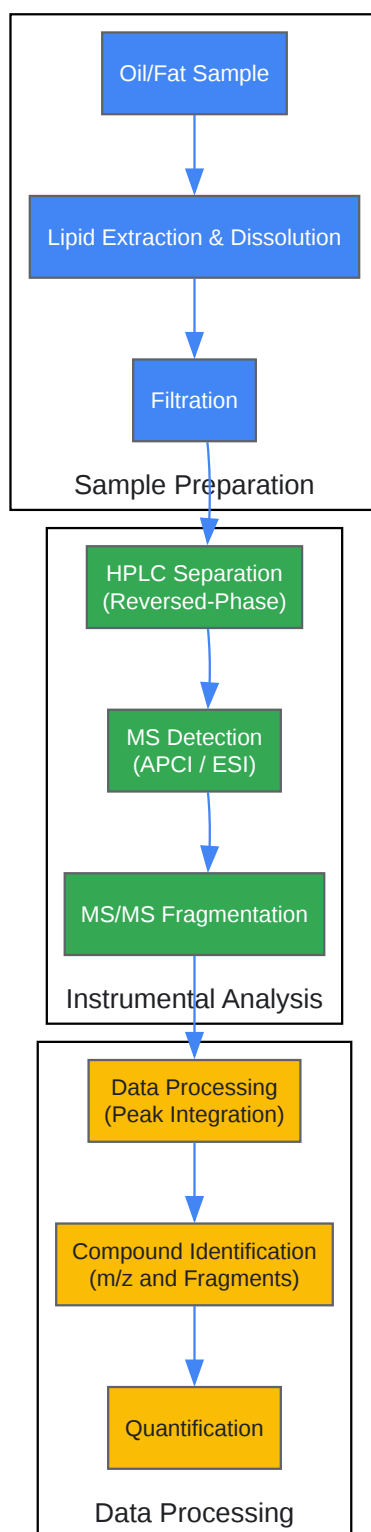 Oil/Fat Sample
Lipid Extraction & Dissolution
Filtration
Sample Preparation
HPLC Separation
(Reversed-Phase)
MS Detection
(APCI / ESI)
MS/MS Fragmentation
Instrumental Analysis
Data Processing
(Peak Integration)
Compound Identification
(m/z and Fragments)
Quantification
Data Processing